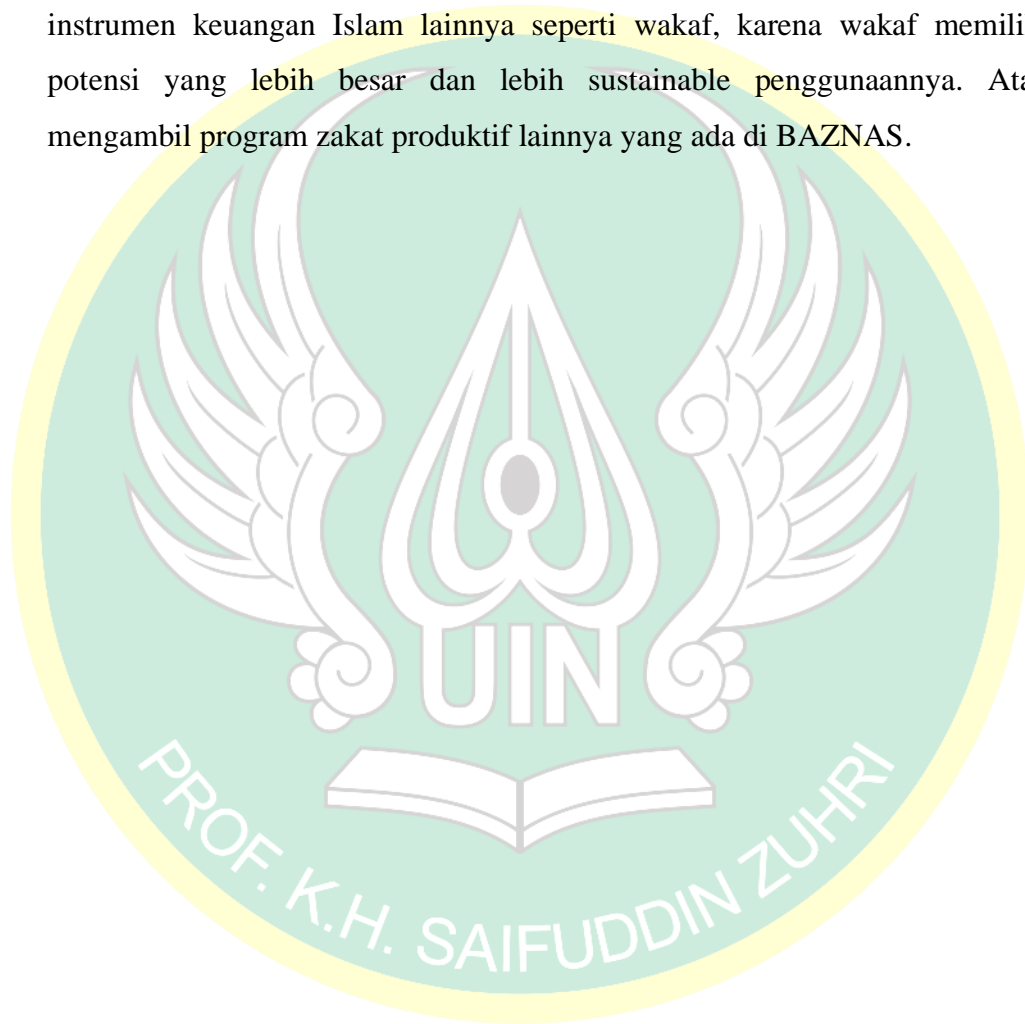 instrumen keuangan Islam lainnya seperti wakaf, karena wakaf memili
potensi yang lebih besar dan lebih sustainable penggunaannya. Ata
mengambil program zakat produktif lainnya yang ada di BAZNAS.
UIN
PROF. K.H. SAIFUDDIN ZUHRI